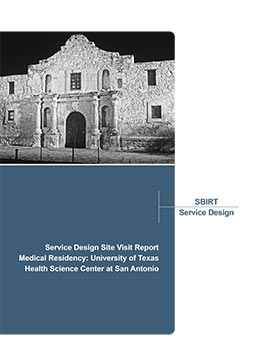 SBIRT
Service Design
Service Design Site Visit Report
Medical Residency: University of Texas
Health Science Center at San Antonio